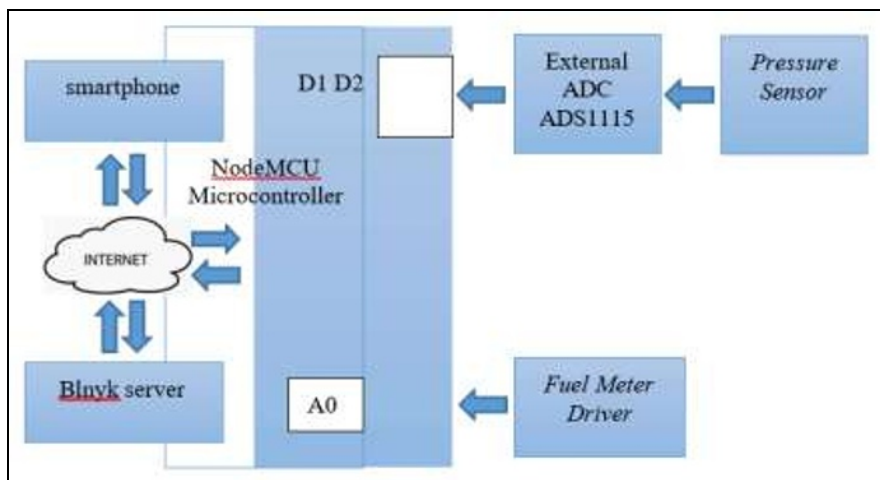 smartphone
D1 D2
External
ADC
ADS1115
Pressure
Sensor
NodeMCU
Microcontroller
INTERNET
Blnyk server
A0
Fuel Meter
Driver